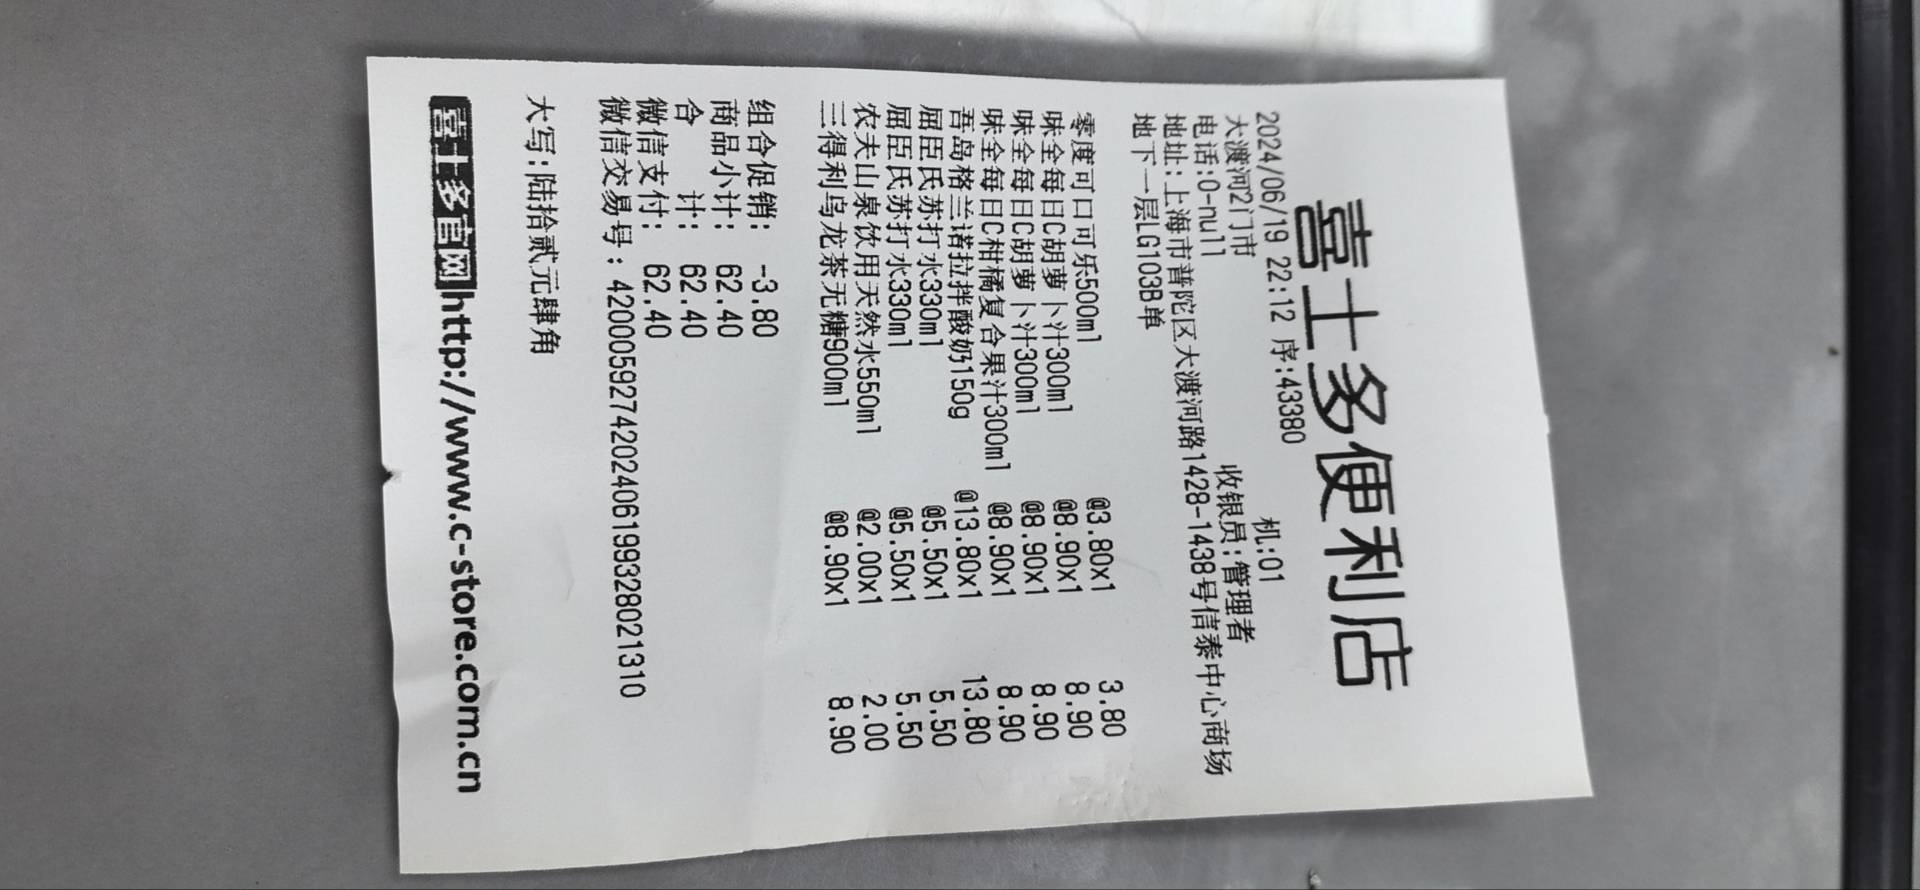 喜士多便利店
2024/06/19 22:12 序:43380 机:01
大渡河2门市 收银员:管理者
电话:0-null
地址:上海市普陀区大渡河路1428-1438号信泰中心商场
地下一层LG103B单
零度可口可乐500ml @3.80x1 3.80
味全每日C胡萝卜汁300ml @8.90x1 8.90
味全每日C胡萝卜汁300ml @8.90x1 8.90
味全每日C柑橘复合果汁300ml @8.90x1 8.90
吾岛格兰诺拉拌酸奶150g @13.80x1 13.80
屈臣氏苏打水330ml @5.50x1 5.50
屈臣氏苏打水330ml @5.50x1 5.50
农夫山泉饮用天然水550ml @2.00x1 2.00
三得利乌龙茶无糖900ml @8.90x1 8.90
组合促销: -3.80
商品小计: 62.40
合 计: 62.40
微信支付: 62.40
微信交易号:4200059274202406199328021310
大写:陆拾贰元肆角
喜士多官网http://www.c-store.com.cn